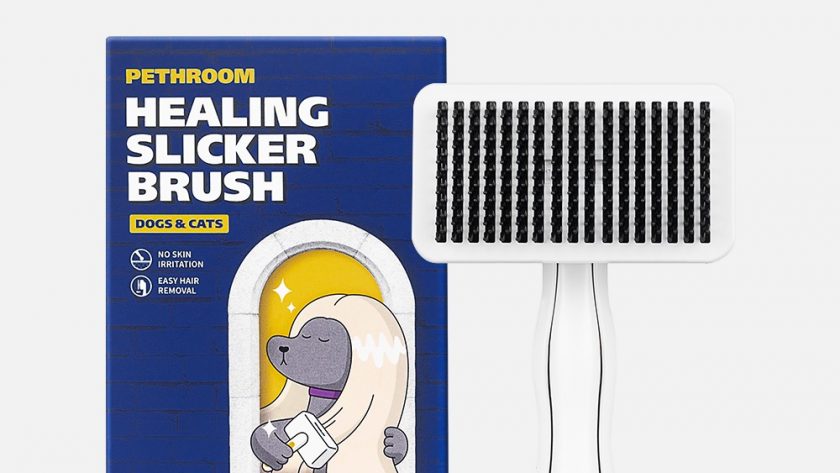 PETHROOM
HEALING
SLICKER
BRUSH
DOGS & CATS
NO SKIN
IRRITATION
EASY HAIR
REMOVAL